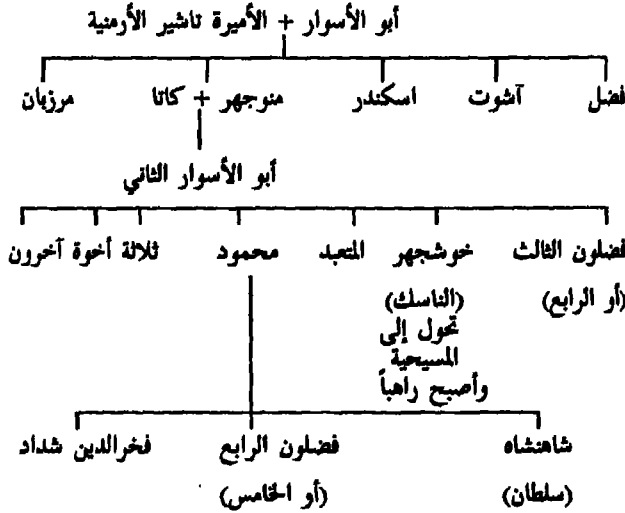 أبو الأسوار + الأميرة تاشير الأرمنية
فضل آشوت اسكندر منوجهر + كاتا مرزبان
أبو الأسوار الثاني
فضلون الثالث خوشجهر المتعبد محمود ثلاثة أخوة آخرون
(أو الرابع) (الناسك)
تحول إلى
المسيحية
وأصبح راهباً
شاهنشاه فضلون الرابع فخرالدين شداد
(سلطان) (أو الخامس)